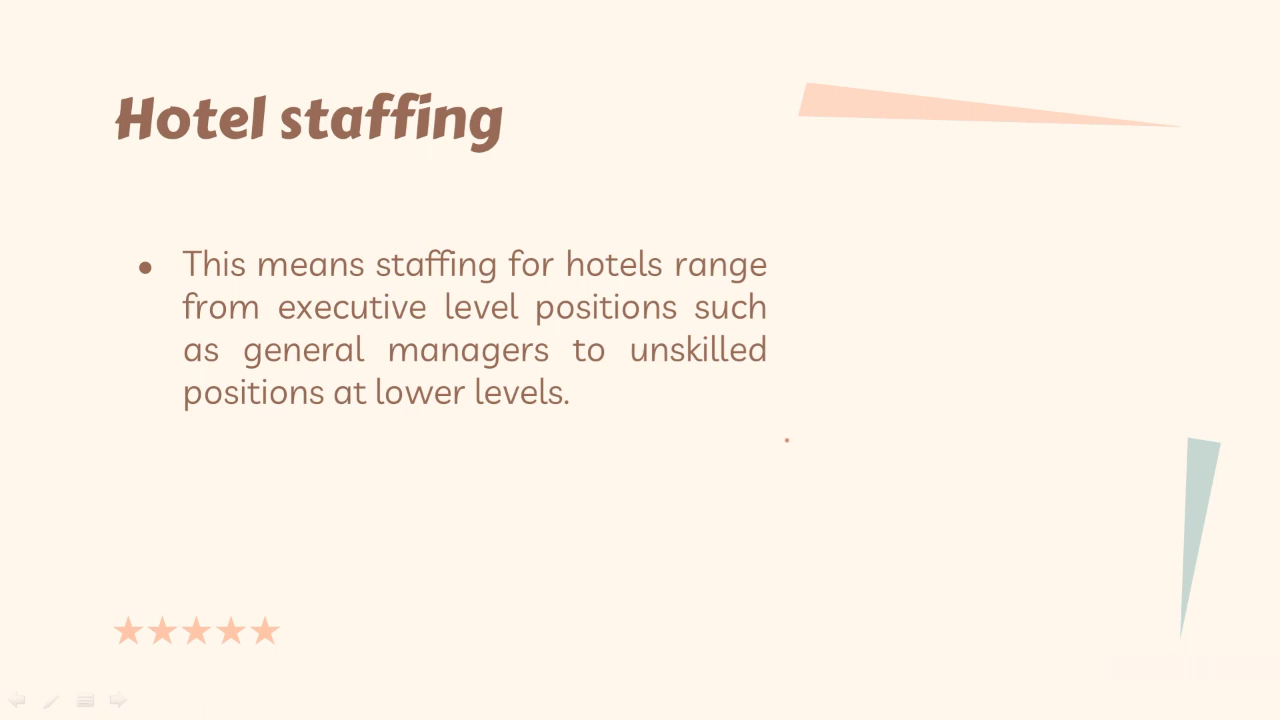 Hotel staffing
● This means staffing for hotels range
from executive level positions such
as general managers to unskilled
positions at lower levels.